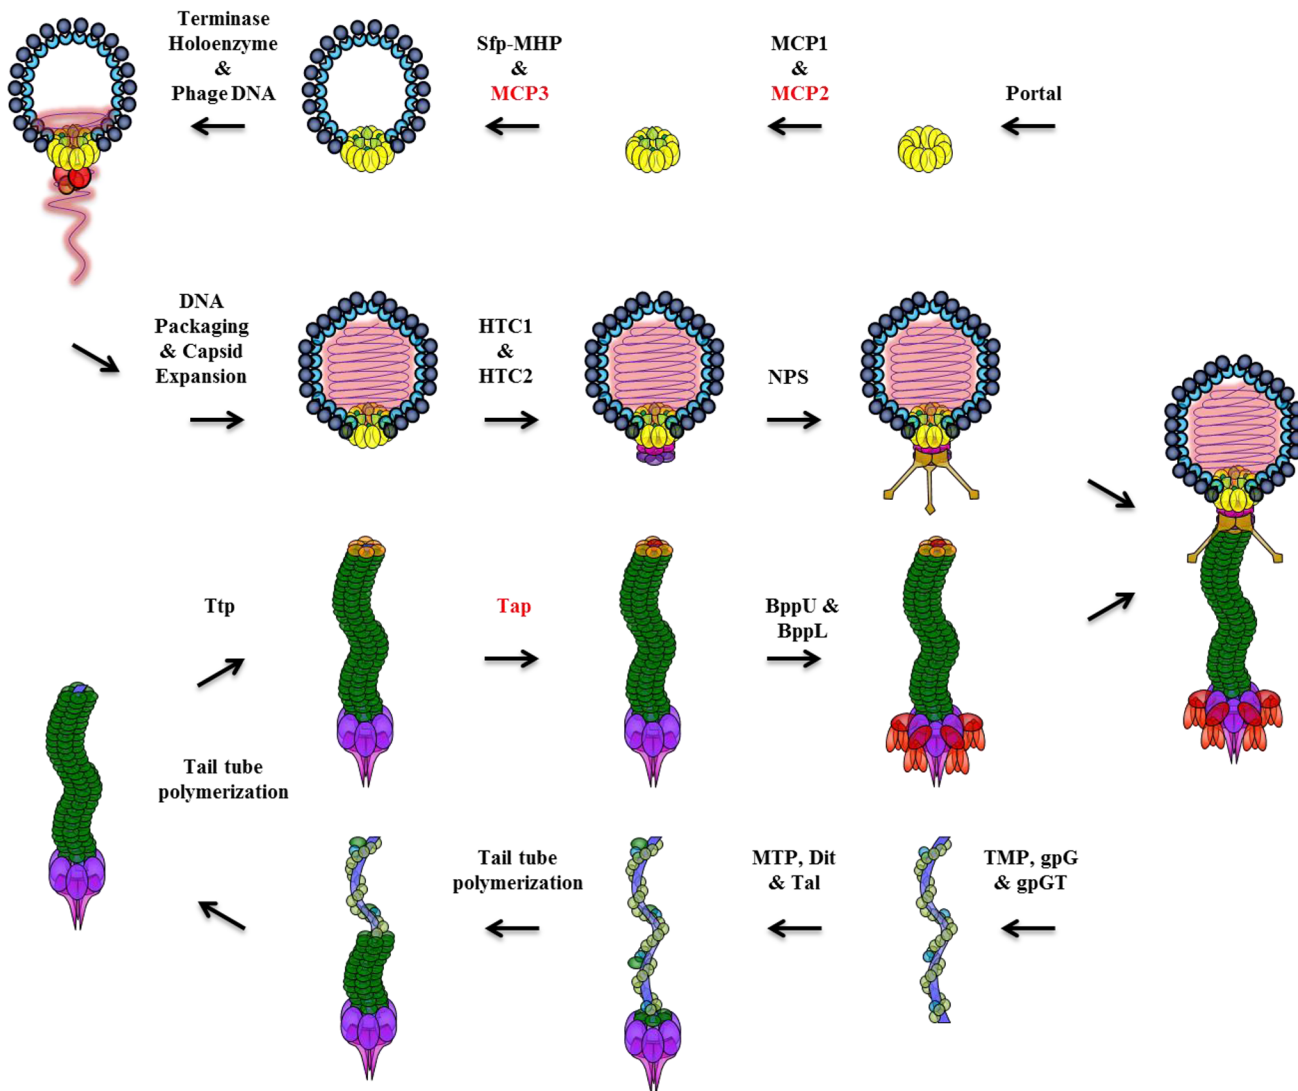 Terminase
Holoenzyme
&
Phage DNA
Sfp-MHP
&
MCP3
MCP1
&
MCP2
Portal
DNA
Packaging
& Capsid
Expansion
HTC1
&
HTC2
NPS
Ttp
Tap
BppU &
BppL
Tail tube
polymerization
Tail tube
polymerization
MTP, Dit
& Tal
TMP, gpG
& gpGT